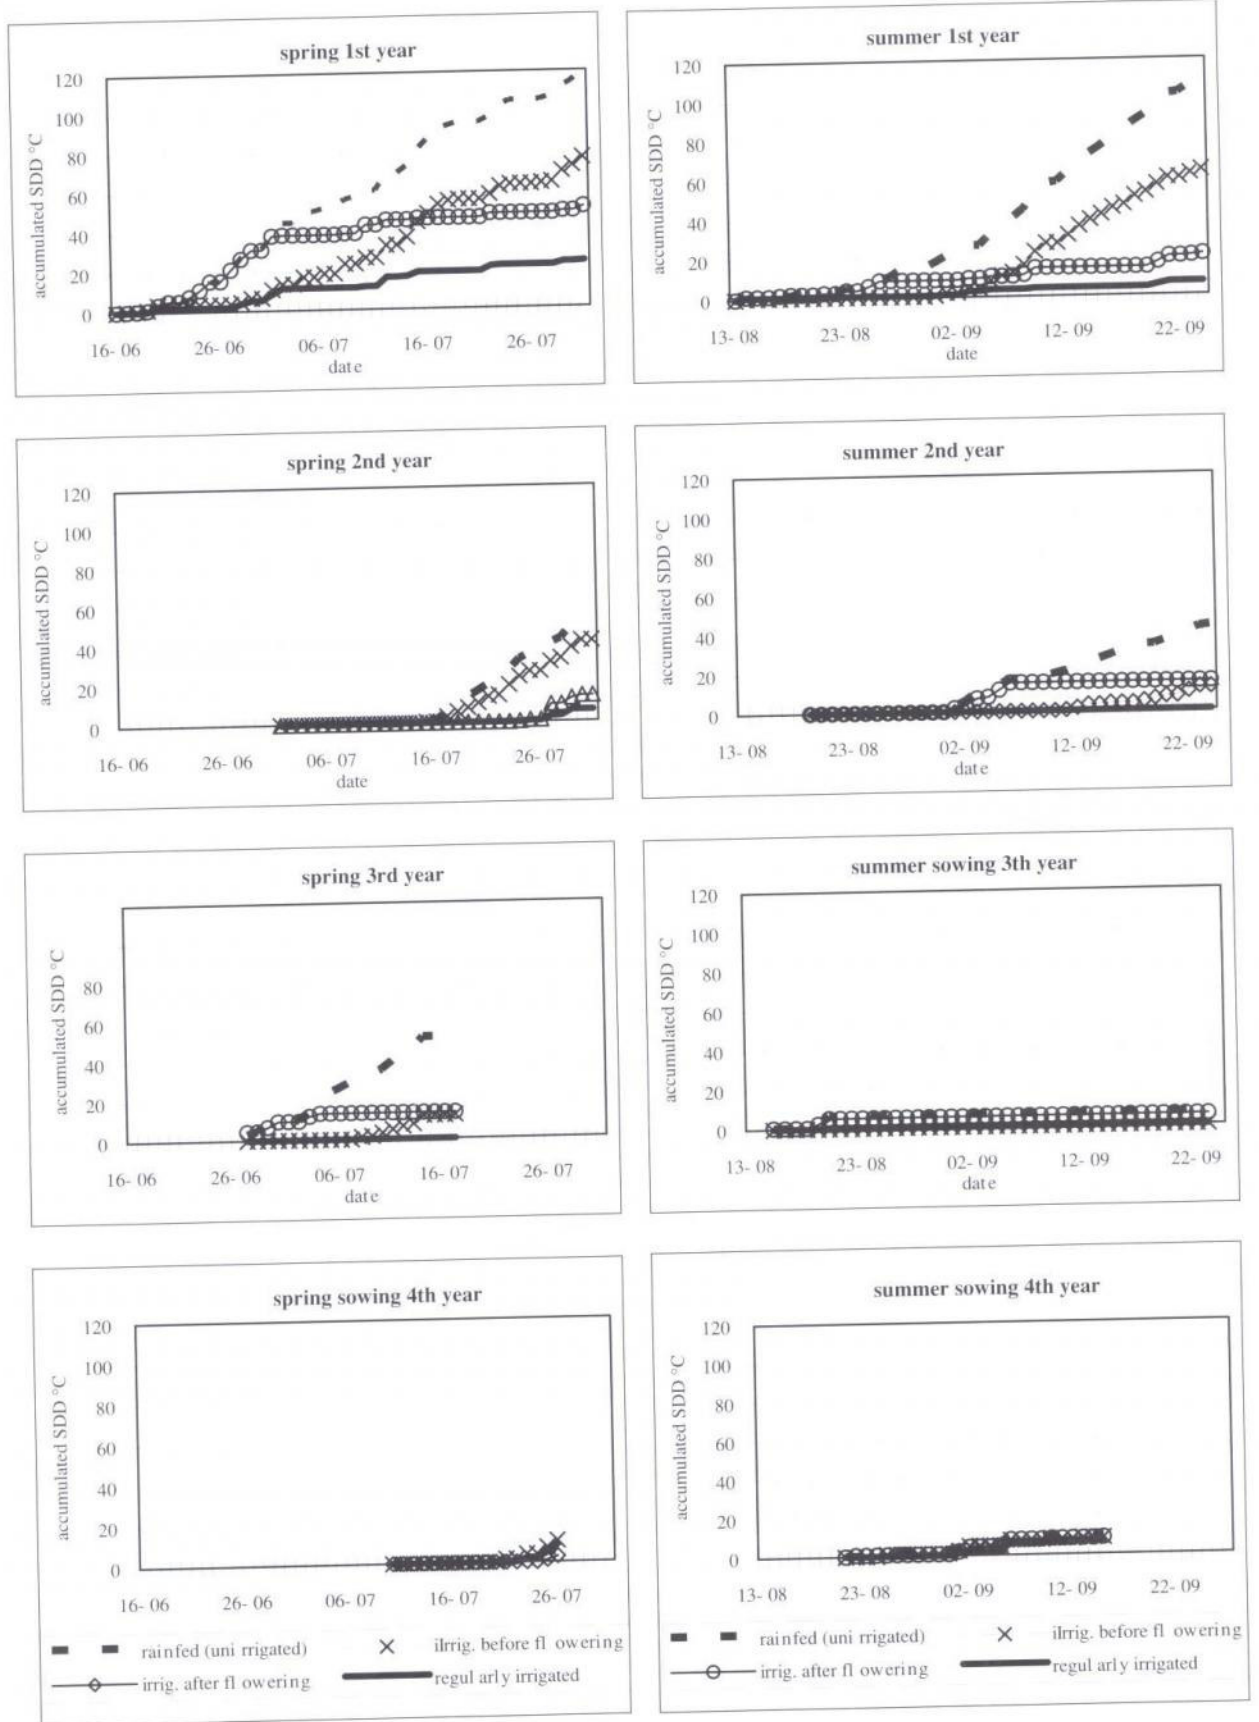 spring 1st year
accumulated SDD °C
120
100
80
60
40
20
0
16- 06 26- 06 06- 07 16- 07 26- 07
date
summer 1st year
accumulated SDD °C
120
100
80
60
40
20
0
13- 08 23- 08 02- 09 12- 09 22- 09
date
spring 2nd year
accumulated SDD °C
120
100
80
60
40
20
0
16- 06 26- 06 06- 07 16- 07 26- 07
date
summer 2nd year
accumulated SDD °C
120
100
80
60
40
20
0
13- 08 23- 08 02- 09 12- 09 22- 09
date
spring 3rd year
accumulated SDD °C
80
60
40
20
0
16- 06 26- 06 06- 07 16- 07 26- 07
date
summer sowing 3th year
accumulated SDD °C
120
100
80
60
40
20
0
13- 08 23- 08 02- 09 12- 09 22- 09
date
spring sowing 4th year
accumulated SDD °C
120
100
80
60
40
20
0
16- 06 26- 06 06- 07 16- 07 26- 07
rainfed (uni rrigated) iIrrig. before fl owering
irrig. after fl owering regul arly irrigated
summer sowing 4th year
accumulated SDD °C
120
100
80
60
40
20
0
13- 08 23- 08 02- 09 12- 09 22- 09
rainfed (uni rrigated) iIrrig. before fl owering
irrig. after fl owering regul arly irrigated